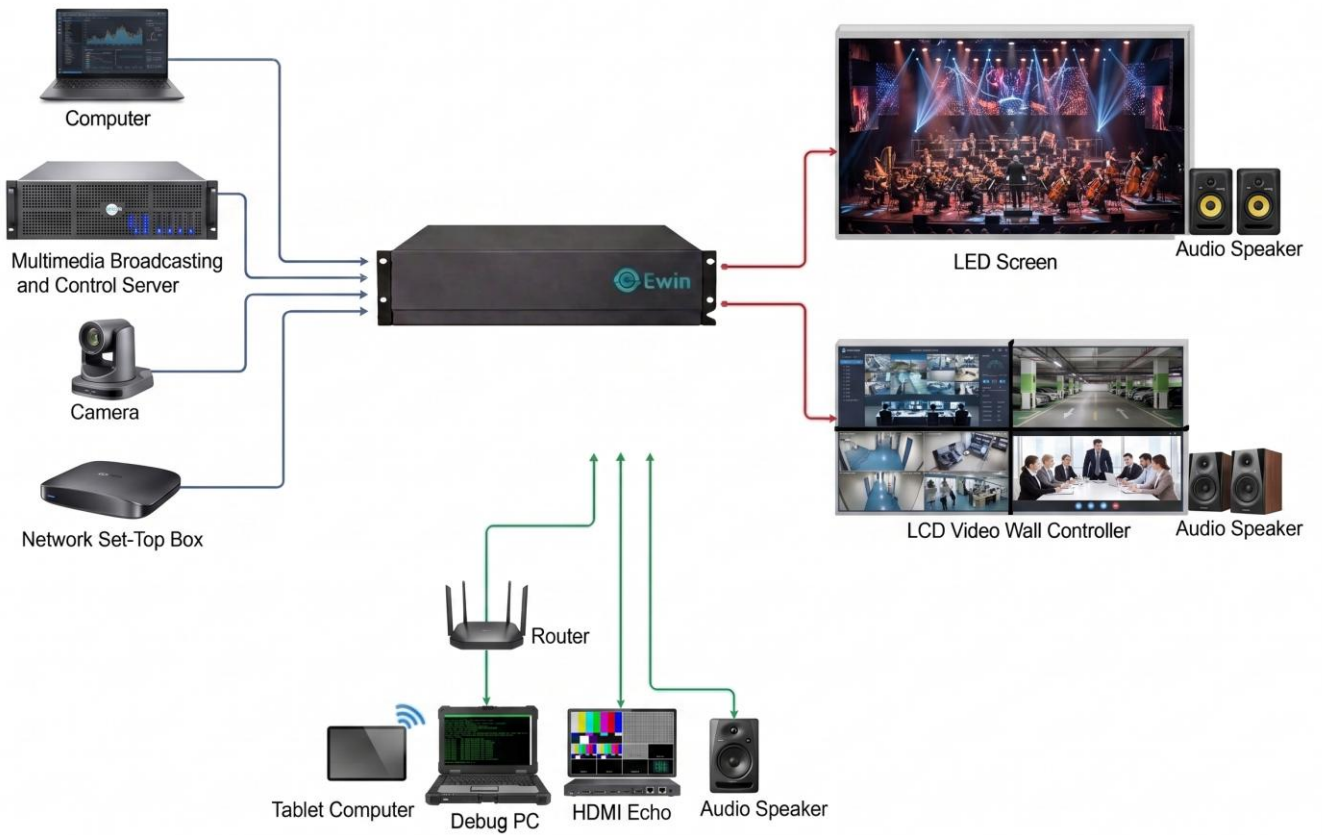 Computer
Multimedia Broadcasting
and Control Server
Camera
Network Set-Top Box
Ewin
LED Screen
Audio Speaker
LCD Video Wall Controller
Audio Speaker
Router
Tablet Computer
Debug PC
HDMI Echo
Audio Speaker